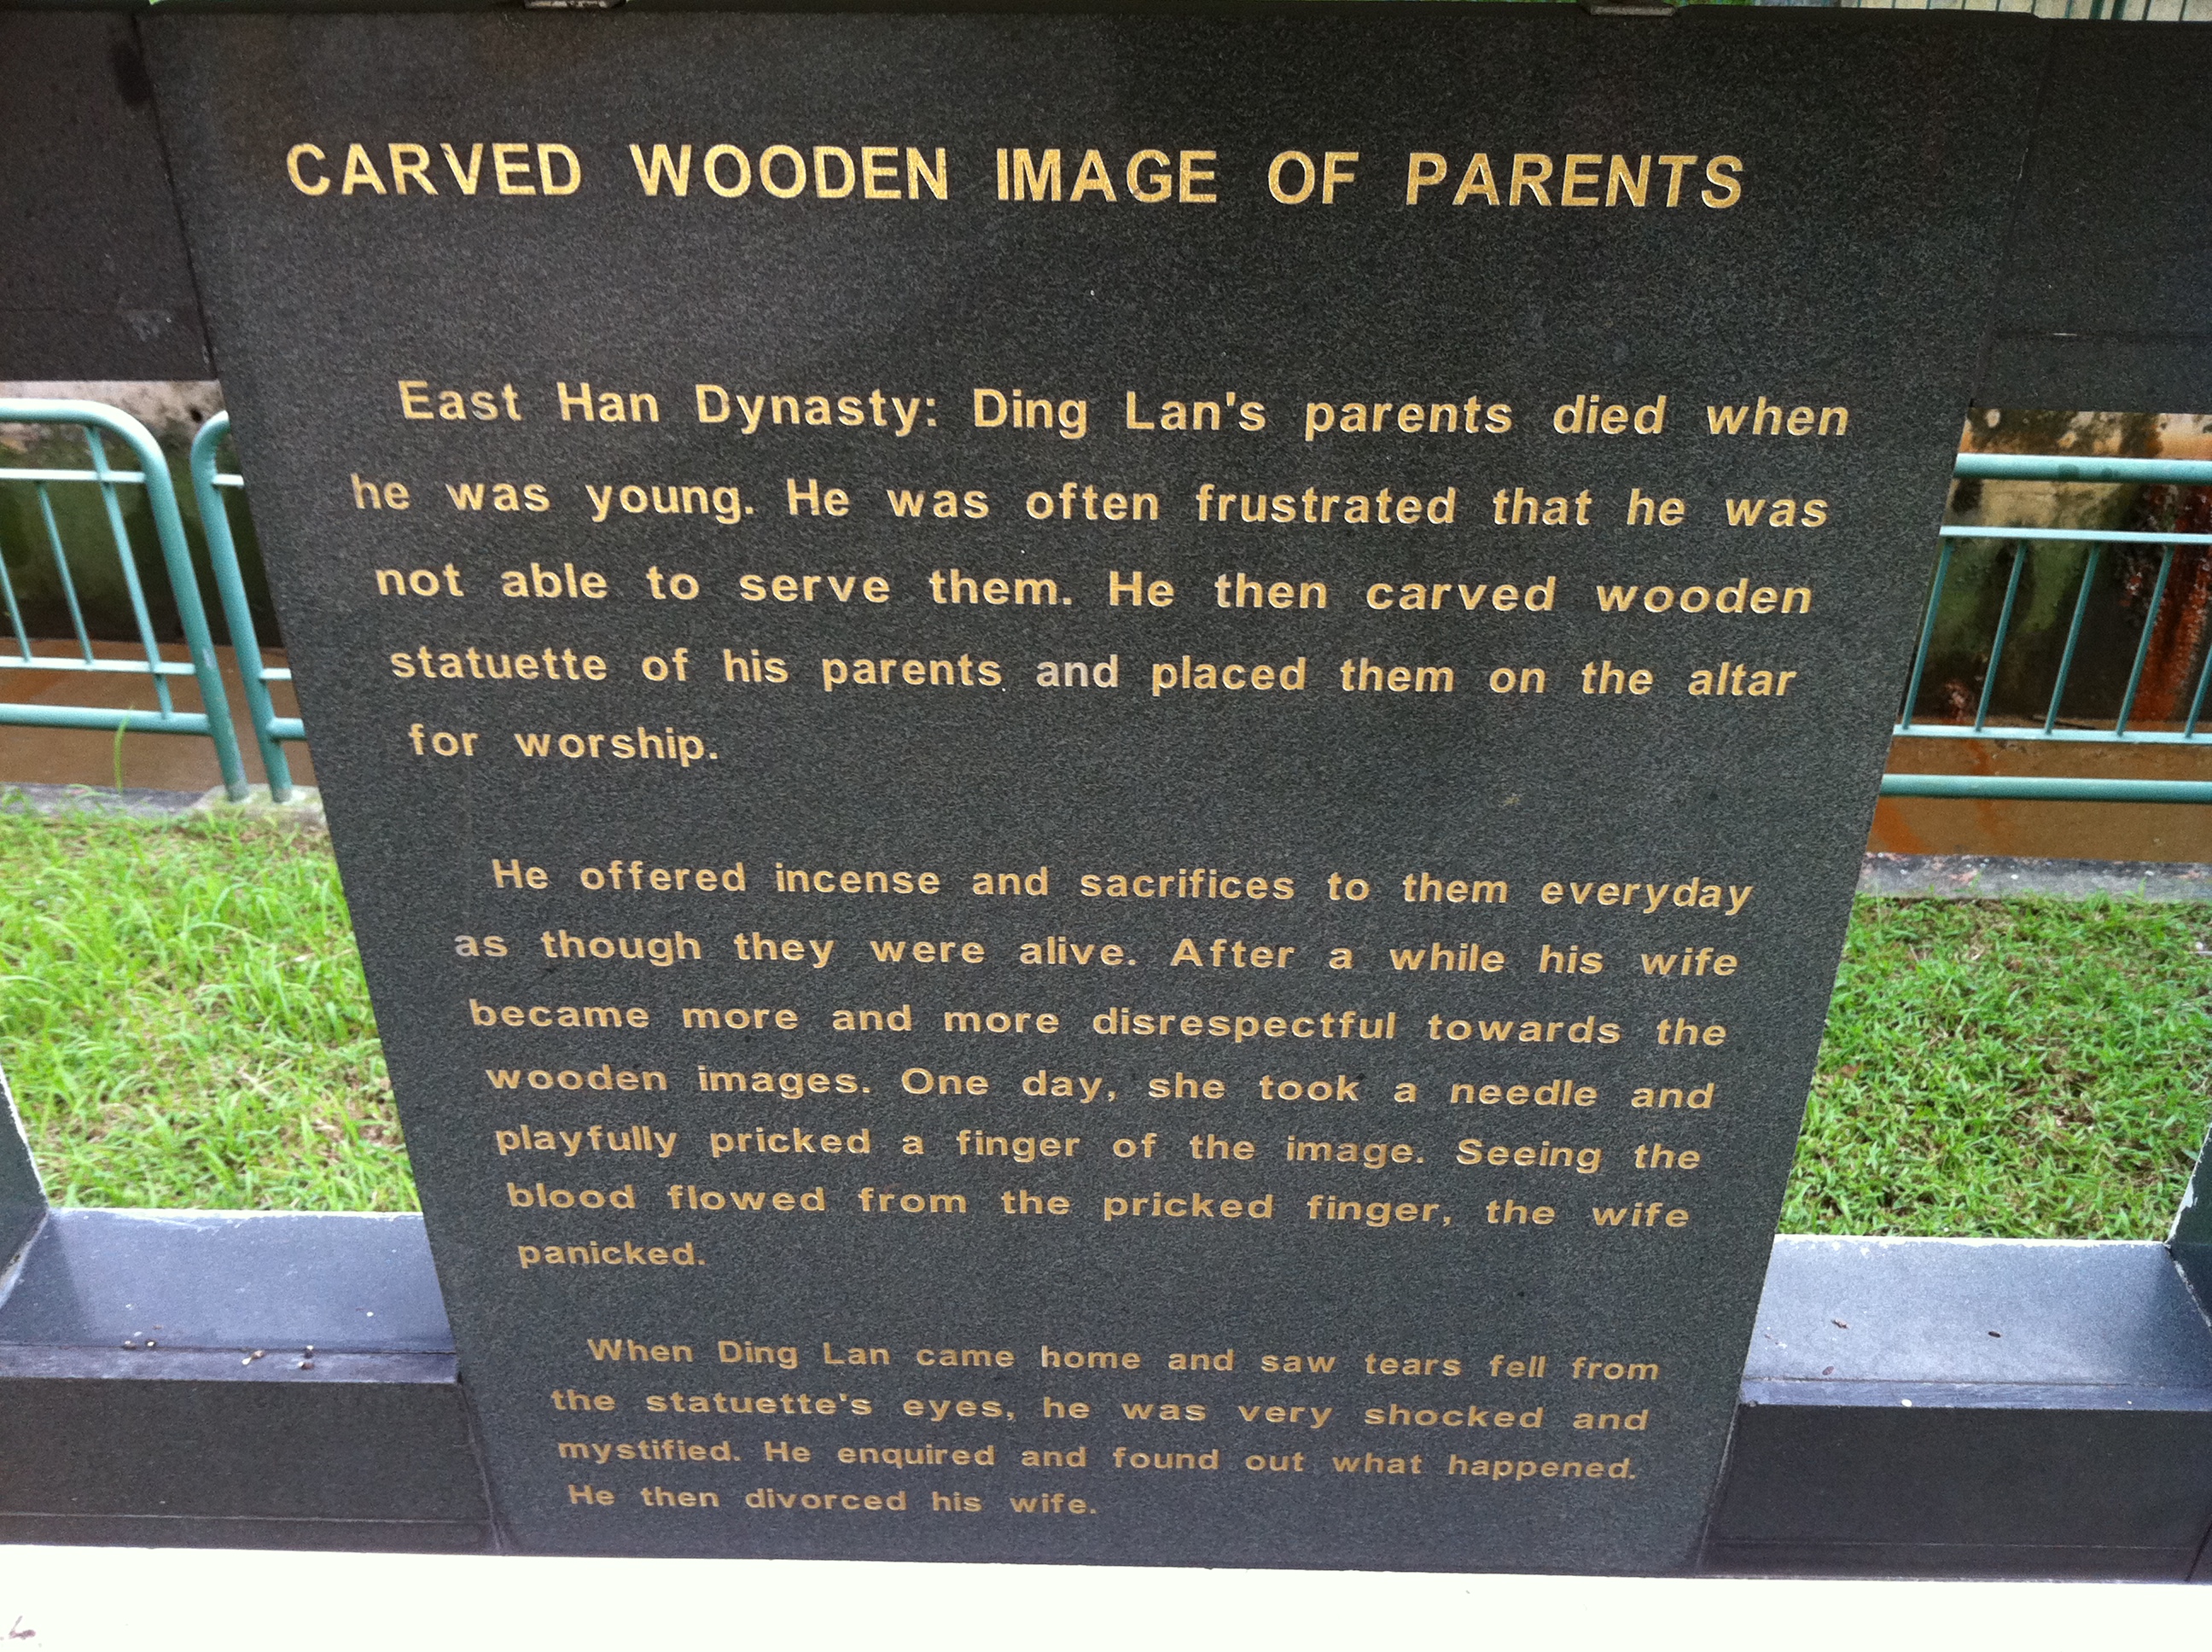 CARVED WOODEN IMAGE OF PARENTS
East Han Dynasty: Ding Lan's parents died when
he was young. He was often frustrated that he was
not able to serve them. He then carved wooden
statuette of his parents and placed them on the altar
for worship.
He offered incense and sacrifices to them everyday
as though they were alive. After a while his wife
became more and more disrespectful towards the
wooden images. One day, she took a needle and
playfully pricked a finger of the image. Seeing the
blood flowed from the pricked finger, the wife
panicked.
When Ding Lan came home and saw tears fell from
the statuette's eyes, he was very shocked and
mystified. He enquired and found out what happened.
He then divorced his wife.